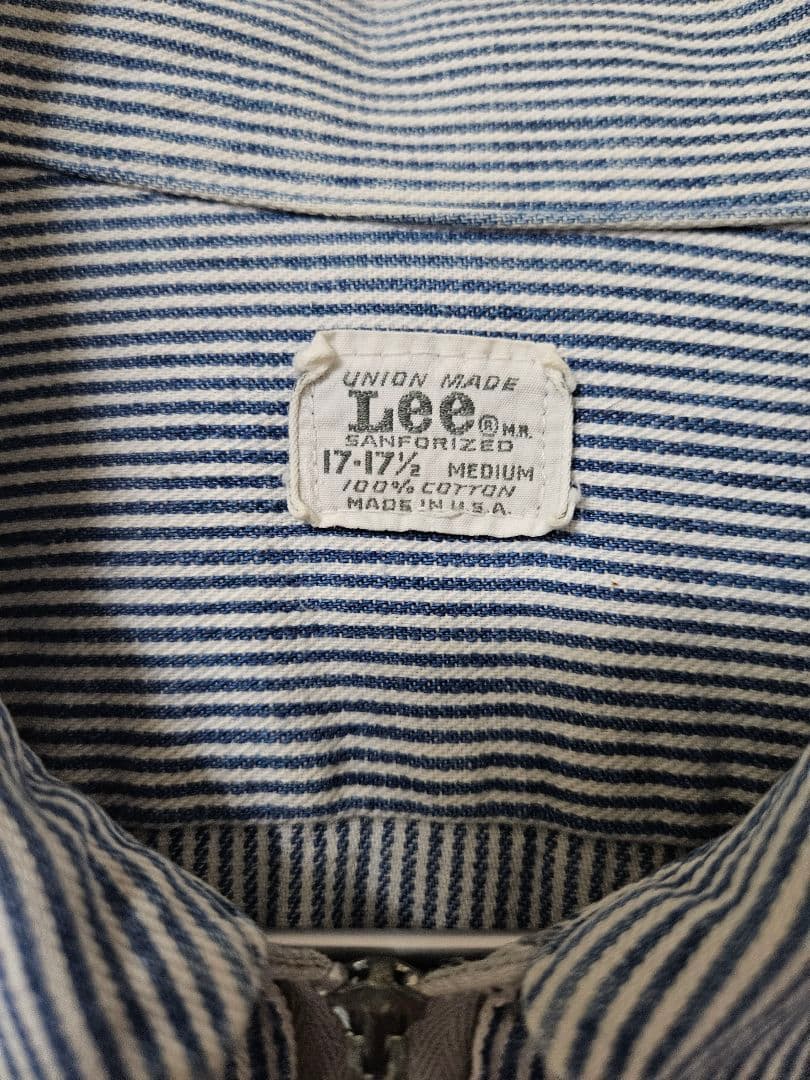 UNION MADE
Lee® M.R.
SANFORIZED
17-17½ MEDIUM
100% COTTON
MADE IN U.S.A.